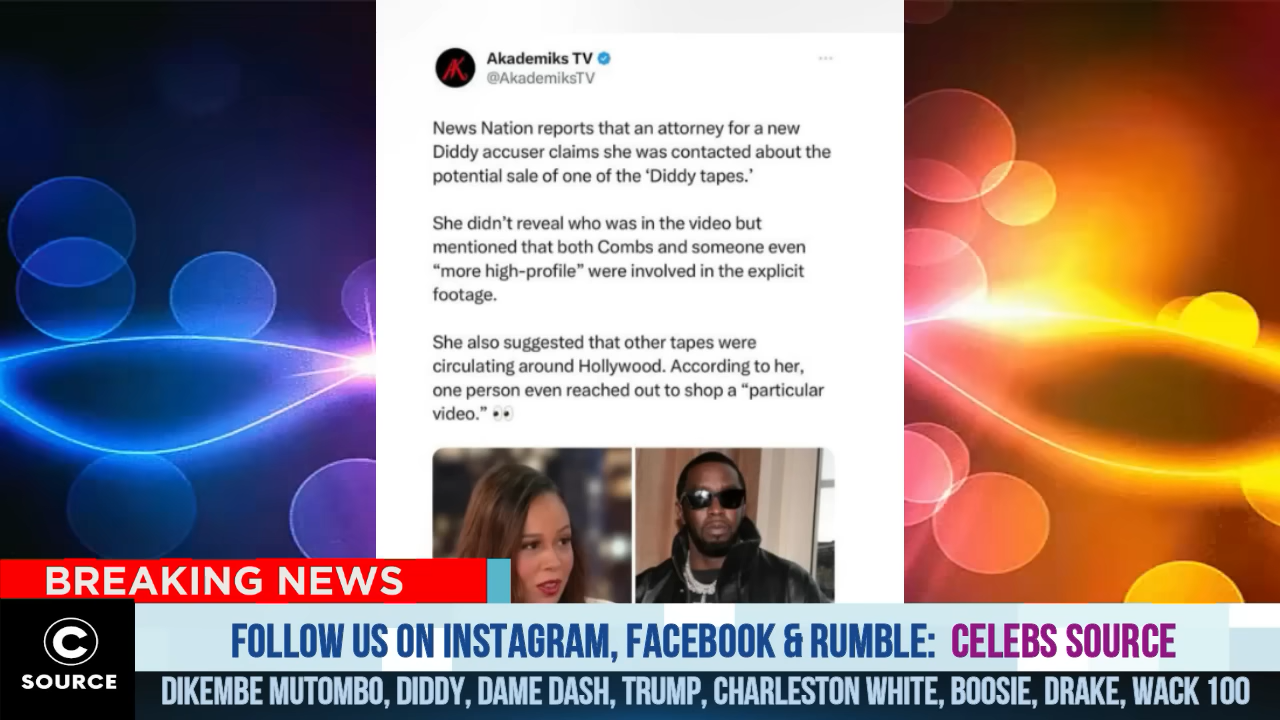 Akademiks TV
@AkademiksTV
News Nation reports that an attorney for a new
Diddy accuser claims she was contacted about the
potential sale of one of the ‘Diddy tapes.’
She didn’t reveal who was in the video but
mentioned that both Combs and someone even
“more high-profile” were involved in the explicit
footage.
She also suggested that other tapes were
circulating around Hollywood. According to her,
one person even reached out to shop a “particular
video.” 👀
BREAKING NEWS
C
SOURCE
FOLLOW US ON INSTAGRAM, FACEBOOK & RUMBLE: CELEBS SOURCE
DIKEMBE MUTOMBO, DIDDY, DAME DASH, TRUMP, CHARLESTON WHITE, BOOSIE, DRAKE, WACK 100